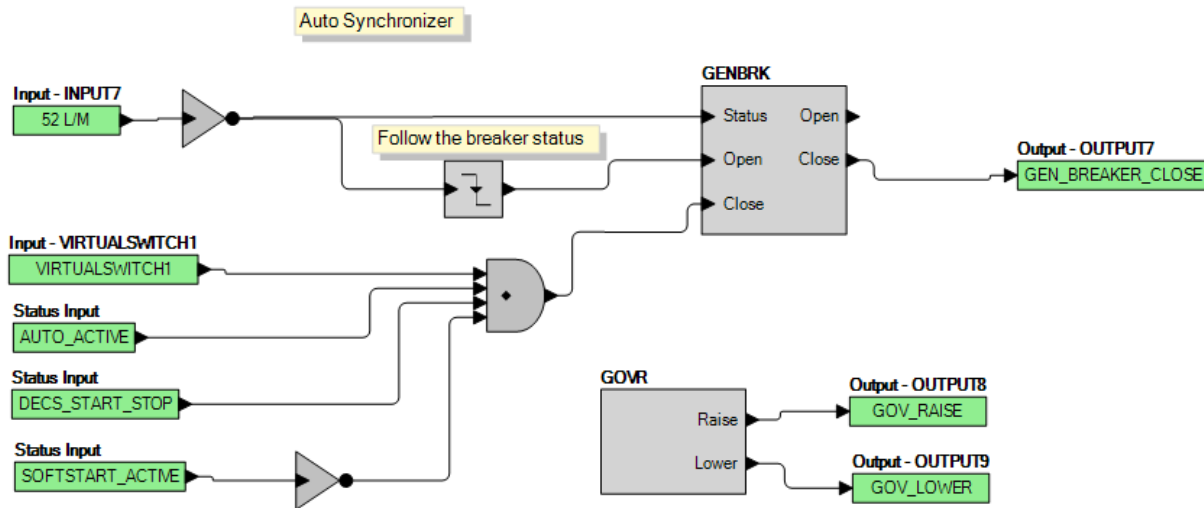 Auto Synchronizer
Input - INPUT7
52 L/M
Follow the breaker status
GENBRK
Status
Open
Open
Close
Close
Output - OUTPUT7
GEN_BREAKER_CLOSE
Input - VIRTUALSWITCH1
VIRTUALSWITCH1
Status Input
AUTO_ACTIVE
Status Input
DECS_START_STOP
Status Input
SOFTSTART_ACTIVE
GOVR
Raise
Lower
Output - OUTPUT8
GOV_RAISE
Output - OUTPUT9
GOV_LOWER